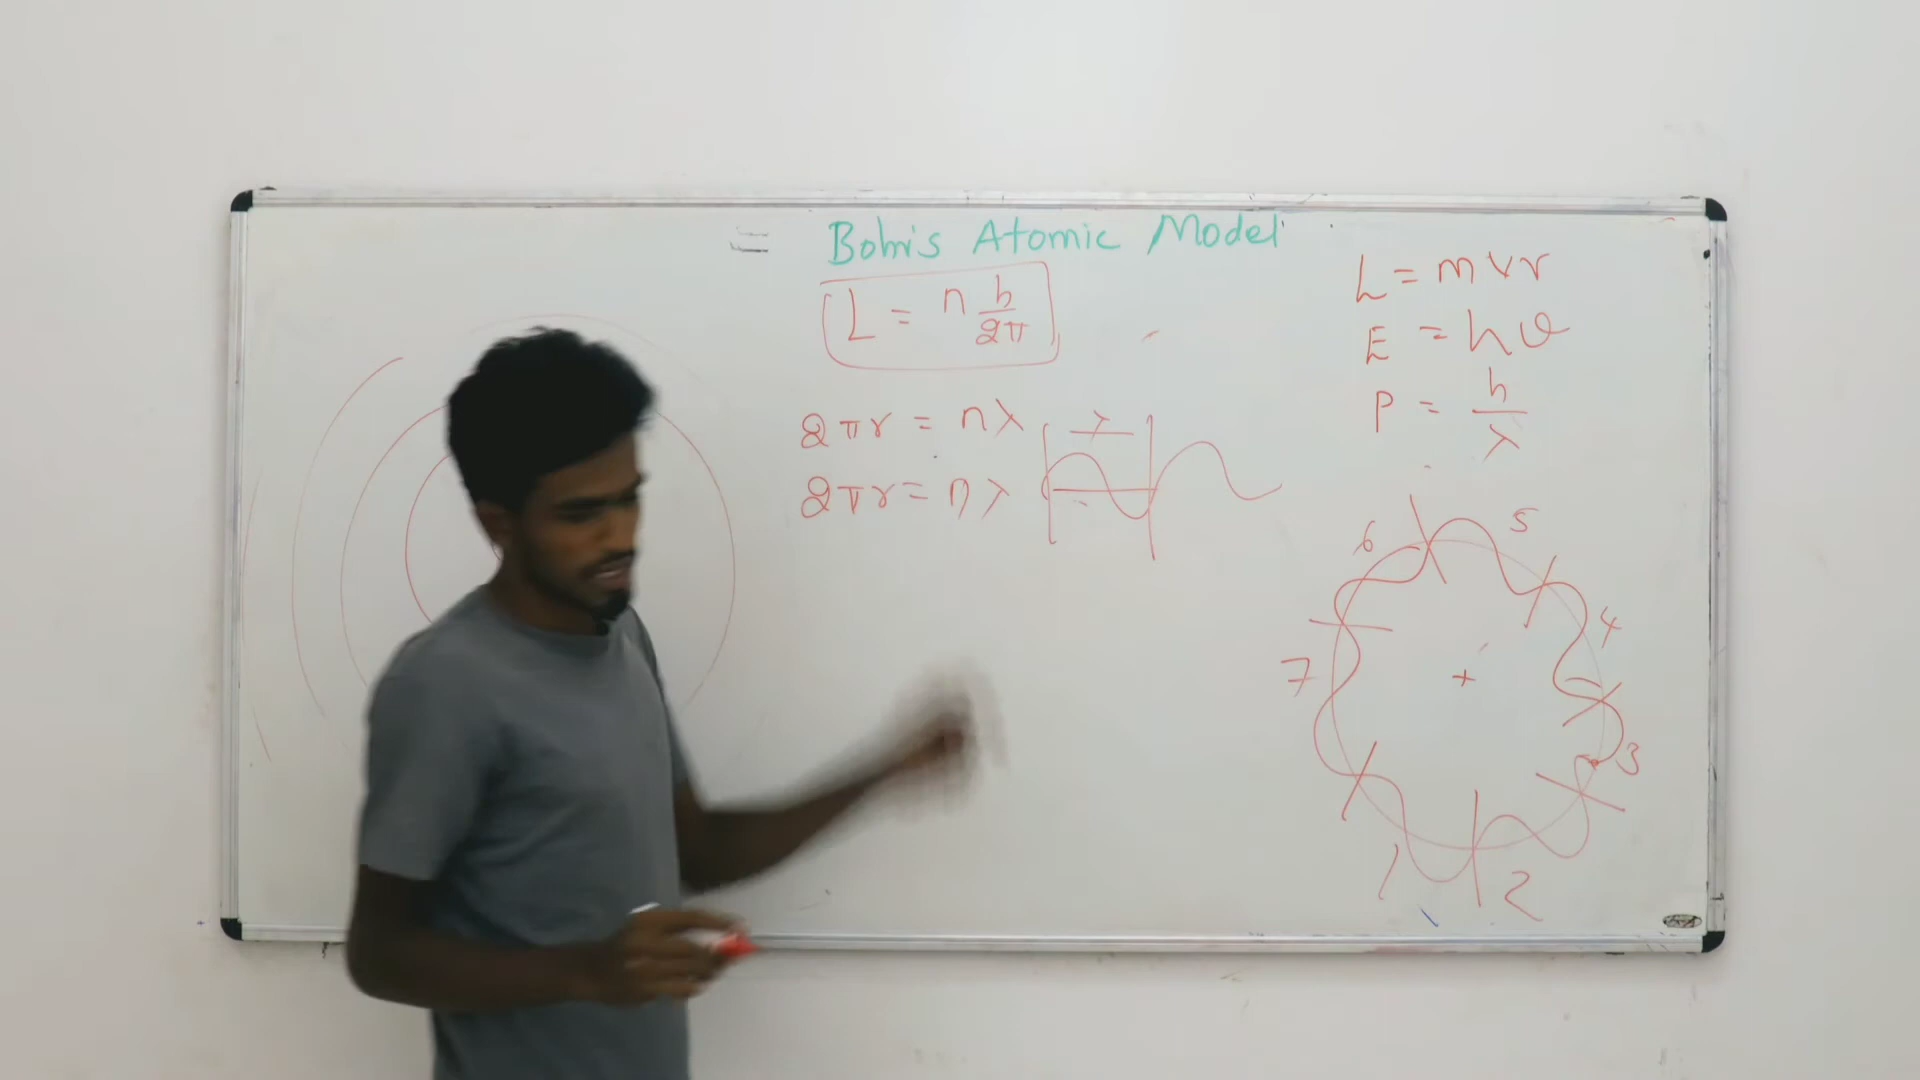 = Bohr's Atomic Model
L = n h/2π
2πr = nλ
λ
2πr = nλ
L = mvr
E = hν
P = h/λ
6
5
4
7
+
3
1
2